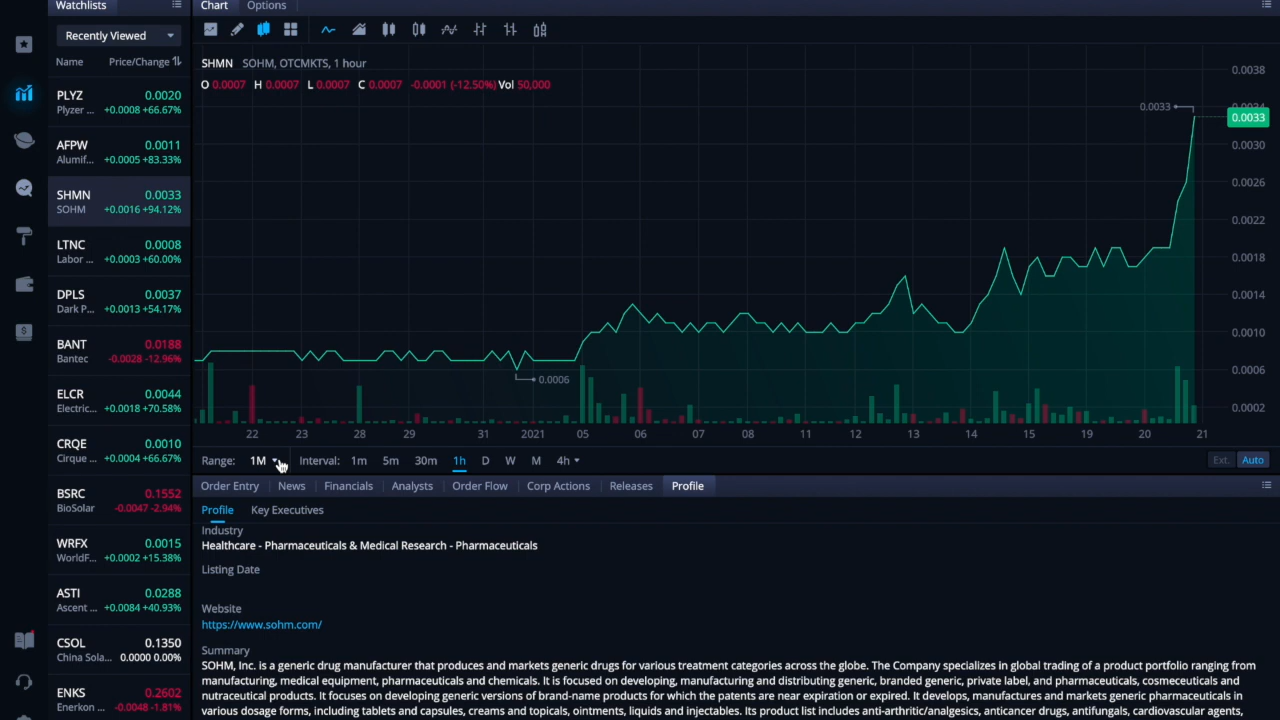 Watchlists
Chart Options
Recently Viewed
Name Price/Change
PLYZ 0.0020
Plyzer ... +0.0008 +66.67%
AFPW 0.0011
Alumif... +0.0005 +83.33%
SHMN 0.0033
SOHM +0.0016 +94.12%
LTNC 0.0008
Labor ... +0.0003 +60.00%
DPLS 0.0037
Dark P... +0.0013 +54.17%
BANT 0.0188
Bantec -0.0028 -12.96%
ELCR 0.0044
Electric... +0.0018 +70.58%
CRQE 0.0010
Cirque ... +0.0004 +66.67%
BSRC 0.1552
BioSolar -0.0047 -2.94%
WRFX 0.0015
WorldF... +0.0002 +15.38%
ASTI 0.0288
Ascent ... +0.0084 +40.93%
CSOL 0.1350
China Sola... 0.0000 0.00%
ENKS 0.2602
Enerkon ... -0.0048 -1.81%
SHMN SOHM, OTCMKTS, 1 hour
O 0.0007 H 0.0007 L 0.0007 C 0.0007 -0.0001 (-12.50%) Vol 50,000
0.0038
0.0033
0.0033
0.0030
0.0026
0.0022
0.0018
0.0014
0.0010
0.0006
0.0006
0.0002
22 23 28 29 31 2021 05 06 07 08 11 12 13 14 15 19 20 21
Range: 1M Interval: 1m 5m 30m 1h D W M 4h Ext. Auto
Order Entry News Financials Analysts Order Flow Corp Actions Releases Profile
Profile Key Executives
Industry
Healthcare - Pharmaceuticals & Medical Research - Pharmaceuticals
Listing Date
Website
https://www.sohm.com/
Summary
SOHM, Inc. is a generic drug manufacturer that produces and markets generic drugs for various treatment categories across the globe. The Company specializes in global trading of a product portfolio ranging from
manufacturing, medical equipment, pharmaceuticals and chemicals. It is focused on developing, manufacturing and distributing generic, branded generic, private label, and pharmaceuticals, cosmeceuticals and
nutraceutical products. It focuses on developing generic versions of brand-name products for which the patents are near expiration or expired. It develops, manufactures and markets generic pharmaceuticals in
various dosage forms, including tablets and capsules, creams and topicals, ointments, liquids and injectables. Its product list includes anti-arthritic/analgesics, anticancer drugs, antifungals, cardiovascular agents,